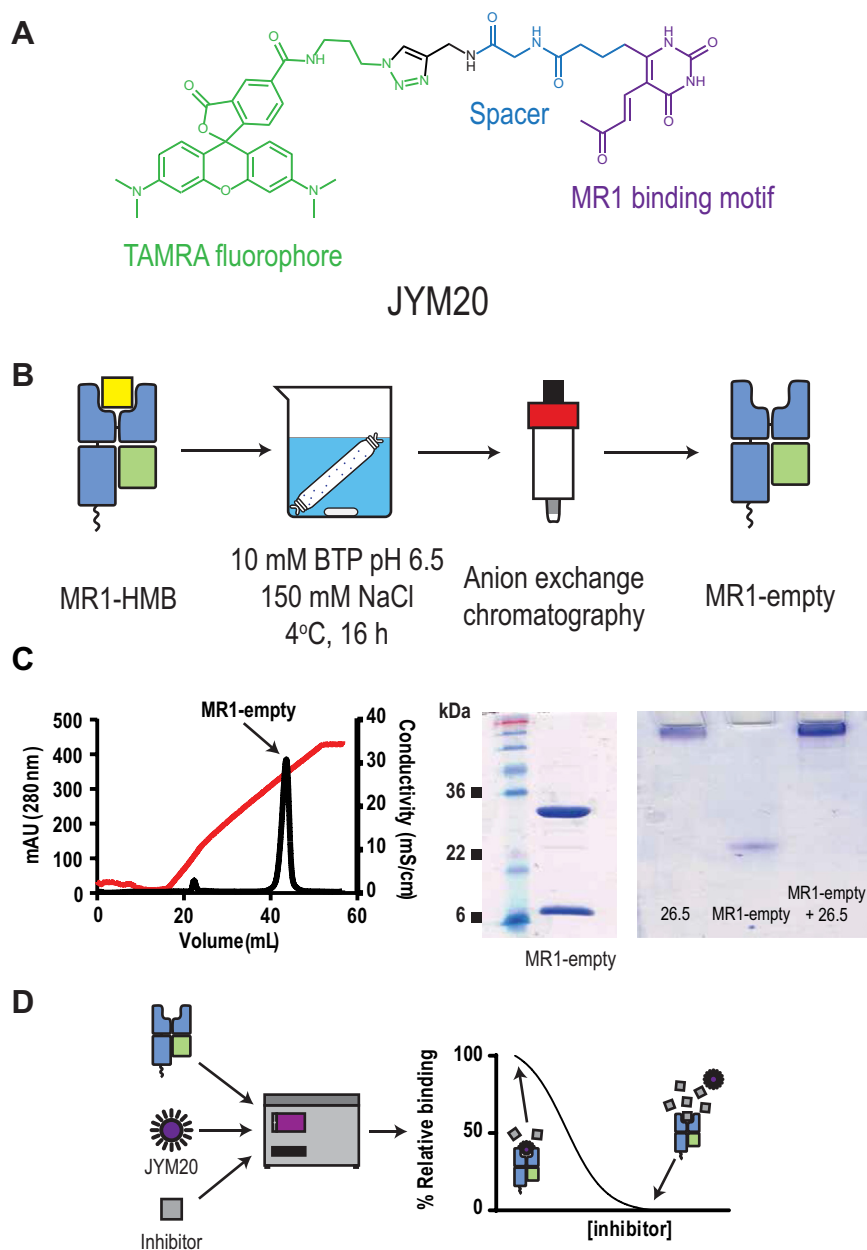 A
O
NH
N
N=N
N
H
O
H
N
O
NH
O
NH
O
O
O
O
O
N
O
N
Spacer
MR1 binding motif
TAMRA fluorophore
JYM20
B
MR1-HMB
10 mM BTP pH 6.5
150 mM NaCl
4°C, 16 h
Anion exchange
chromatography
MR1-empty
C
MR1-empty
mAU (280 nm)
500
400
300
200
100
0
Conductivity (mS/cm)
40
30
20
10
0
0
20
40
60
Volume (mL)
kDa
36
22
6
MR1-empty
26.5
MR1-empty
MR1-empty
+ 26.5
D
JYM20
Inhibitor
% Relative binding
100
50
0
[inhibitor]